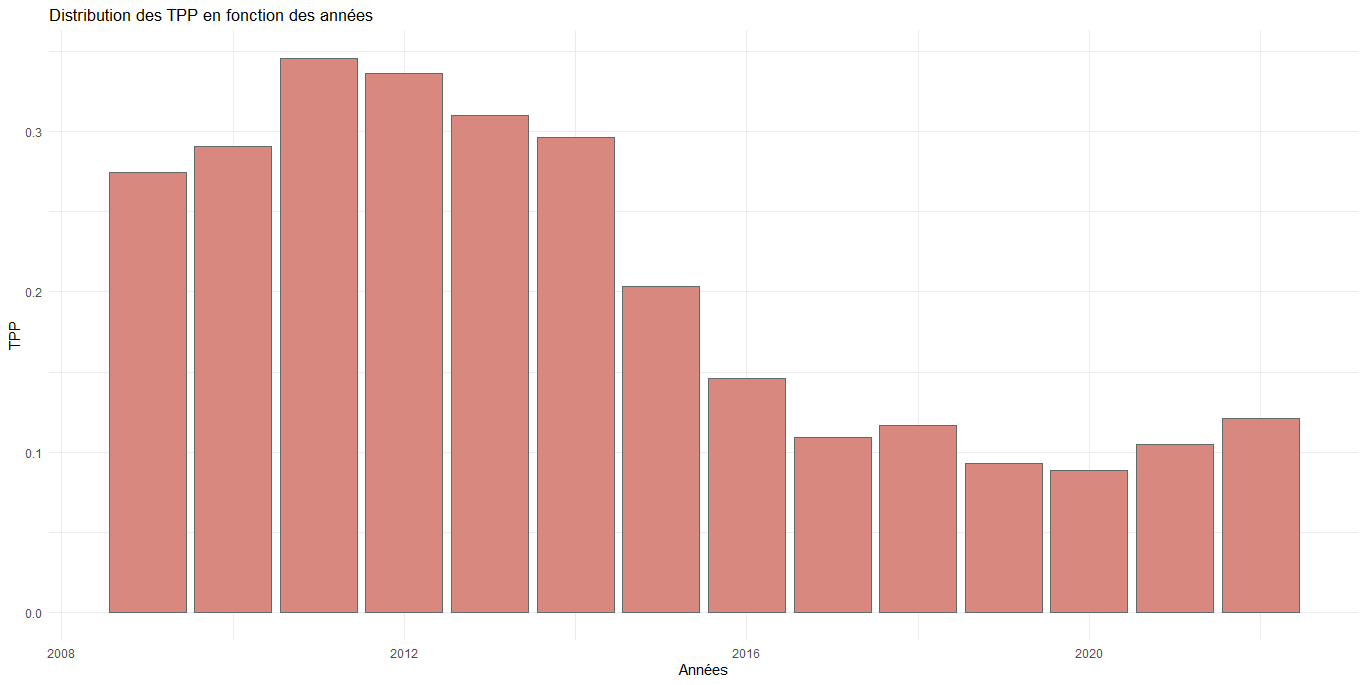 Distribution des TPP en fonction des années
0.3
0.2
0.1
0.0
TPP
2008
2012
2016
2020
Années